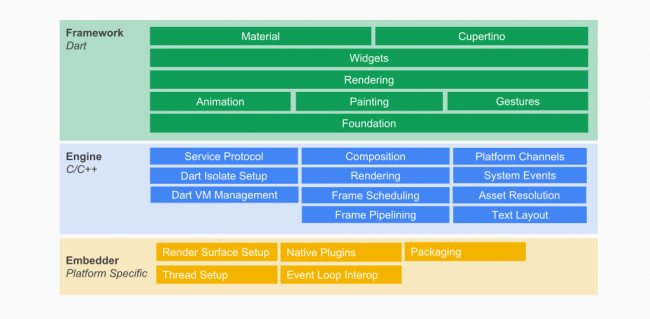 Framework
Dart
Material Cupertino
Widgets
Rendering
Animation Painting Gestures
Foundation
Engine
C/C++
Service Protocol Composition Platform Channels
Dart Isolate Setup Rendering System Events
Dart VM Management Frame Scheduling Asset Resolution
Frame Pipelining Text Layout
Embedder
Platform Specific
Render Surface Setup Native Plugins Packaging
Thread Setup Event Loop Interop